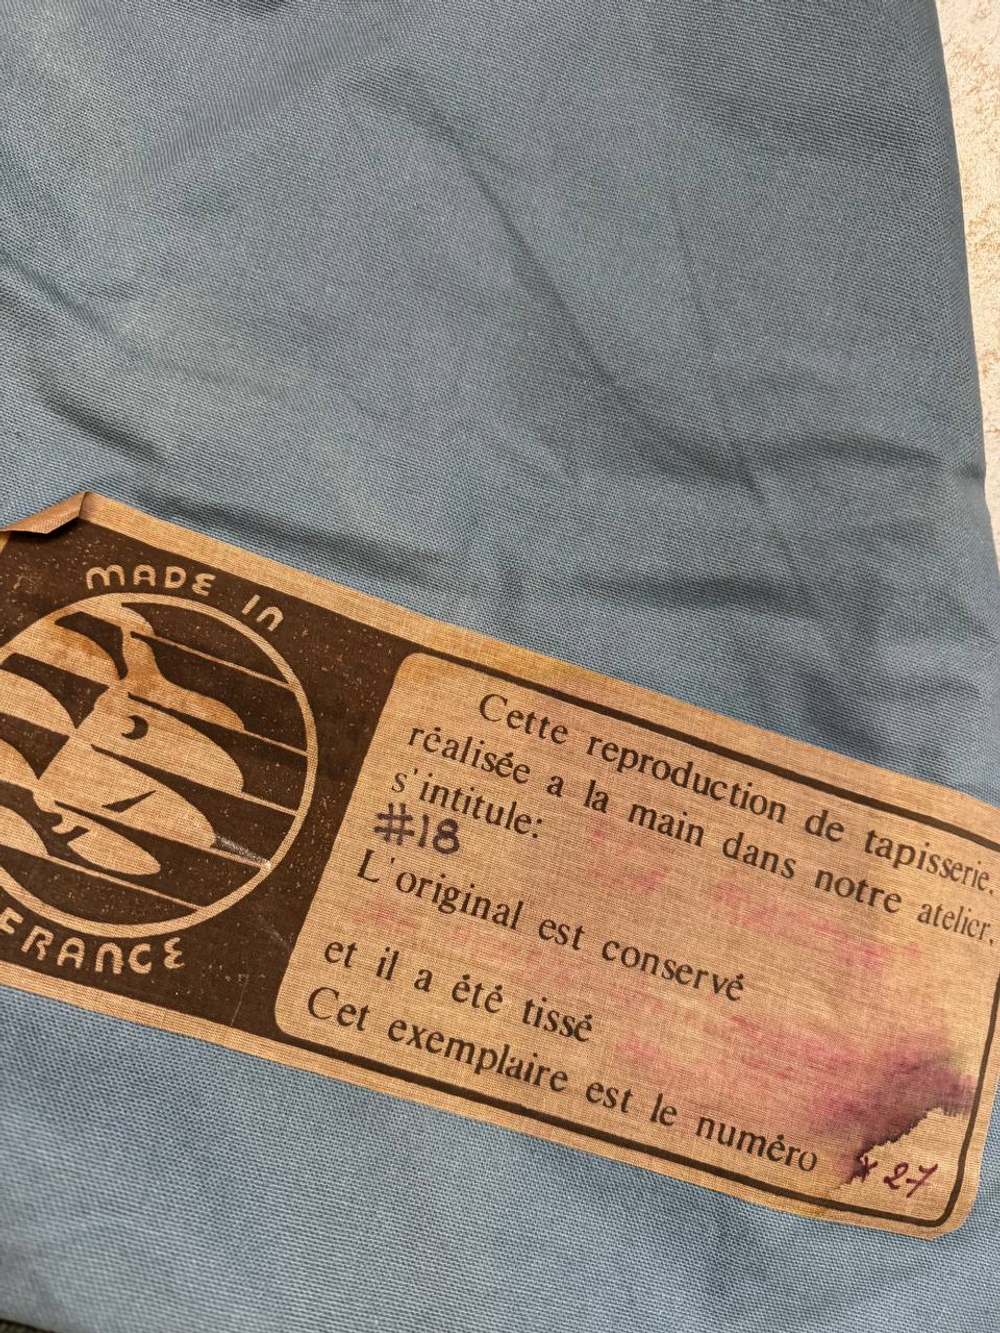 MADE IN
FRANCE
Cette reproduction de tapisserie.
réalisée a la main dans notre atelier.
s'intitule:
#18
L'original est conservé
et il a été tissé
Cet exemplaire est le numéro
27